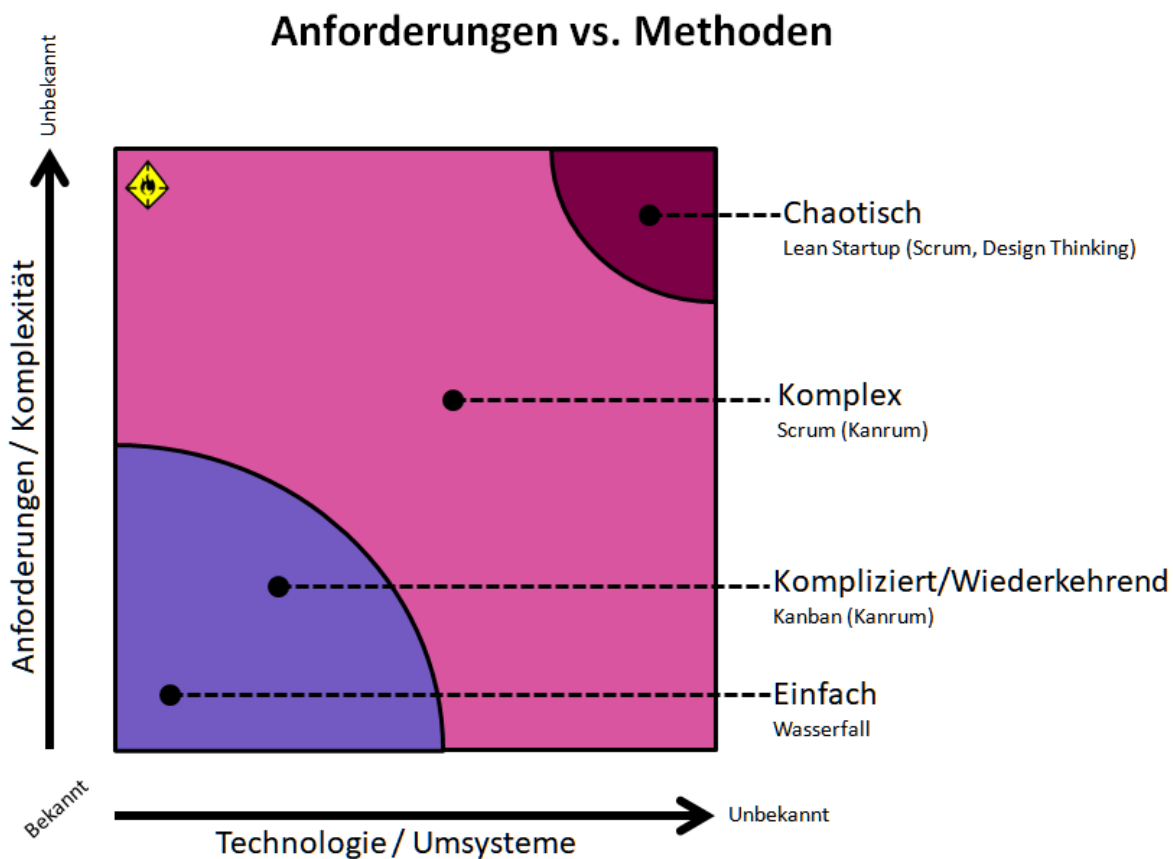 Anforderungen vs. Methoden
Unbekannt
Anforderungen / Komplexität
Chaotisch
Lean Startup (Scrum, Design Thinking)
Komplex
Scrum (Kanrum)
Kompliziert/Wiederkehrend
Kanban (Kanrum)
Einfach
Wasserfall
Bekannt
Unbekannt
Technologie / Umsysteme